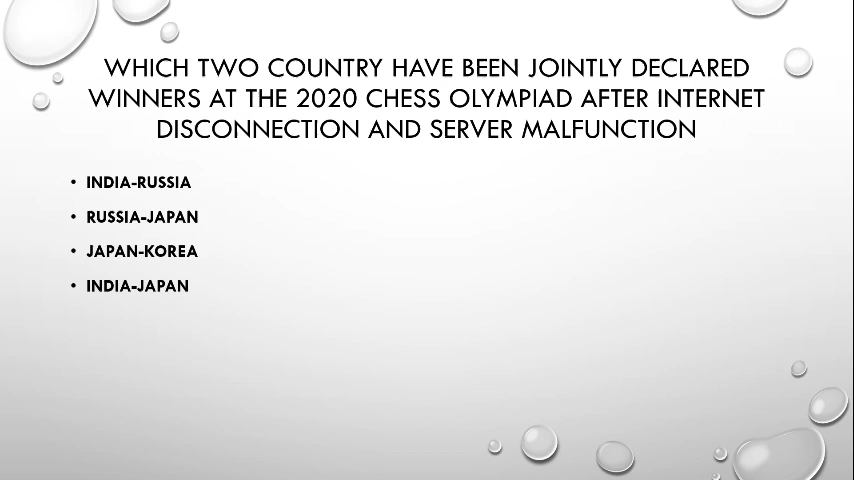 WHICH TWO COUNTRY HAVE BEEN JOINTLY DECLARED
WINNERS AT THE 2020 CHESS OLYMPIAD AFTER INTERNET
DISCONNECTION AND SERVER MALFUNCTION
• INDIA-RUSSIA
• RUSSIA-JAPAN
• JAPAN-KOREA
• INDIA-JAPAN